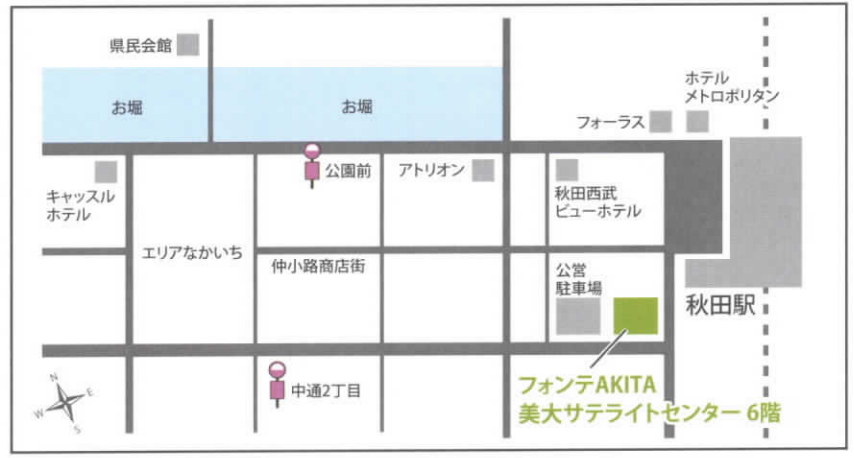 県民会館
お堀
お堀
ホテル
メトロポリタン
フォーラス
公園前
アトリオン
キャッスル
ホテル
秋田西武
ビューホテル
エリアなかいち
仲小路商店街
公営
駐車場
秋田駅
中通2丁目
フォンテAKITA
美大サテライトセンター 6階
N
E
W
S